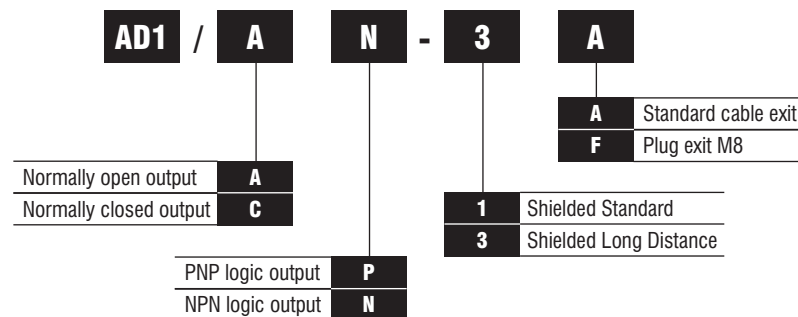 AD1 / A N - 3 A
A Standard cable exit
F Plug exit M8
Normally open output A
Normally closed output C
1 Shielded Standard
3 Shielded Long Distance
PNP logic output P
NPN logic output N